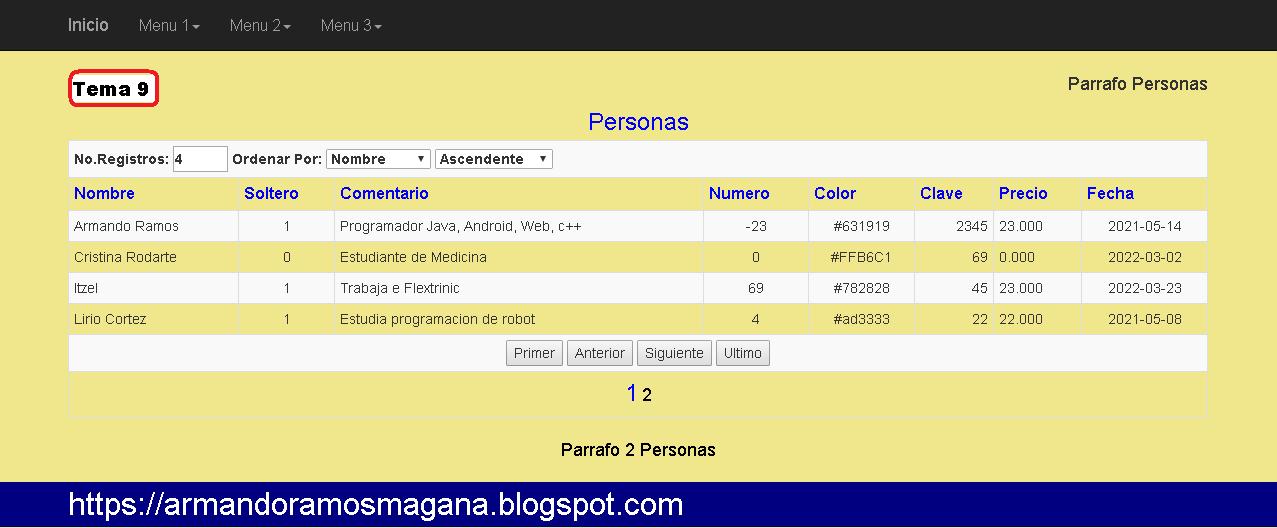 Inicio Menu 1 Menu 2 Menu 3
Tema 9
Parrafo Personas
Personas
No.Registros: 4 Ordenar Por: Nombre Ascendente
Nombre Soltero Comentario Numero Color Clave Precio Fecha
Armando Ramos 1 Programador Java, Android, Web, c++ -23 #631919 2345 23.000 2021-05-14
Cristina Rodarte 0 Estudiante de Medicina 0 #FFB6C1 69 0.000 2022-03-02
Itzel 1 Trabaja e Flextrinic 69 #782828 45 23.000 2022-03-23
Lirio Cortez 1 Estudia programacion de robot 4 #ad3333 22 22.000 2021-05-08
Primer Anterior Siguiente Ultimo
1 2
Parrafo 2 Personas
https://armandoramosmagana.blogspot.com